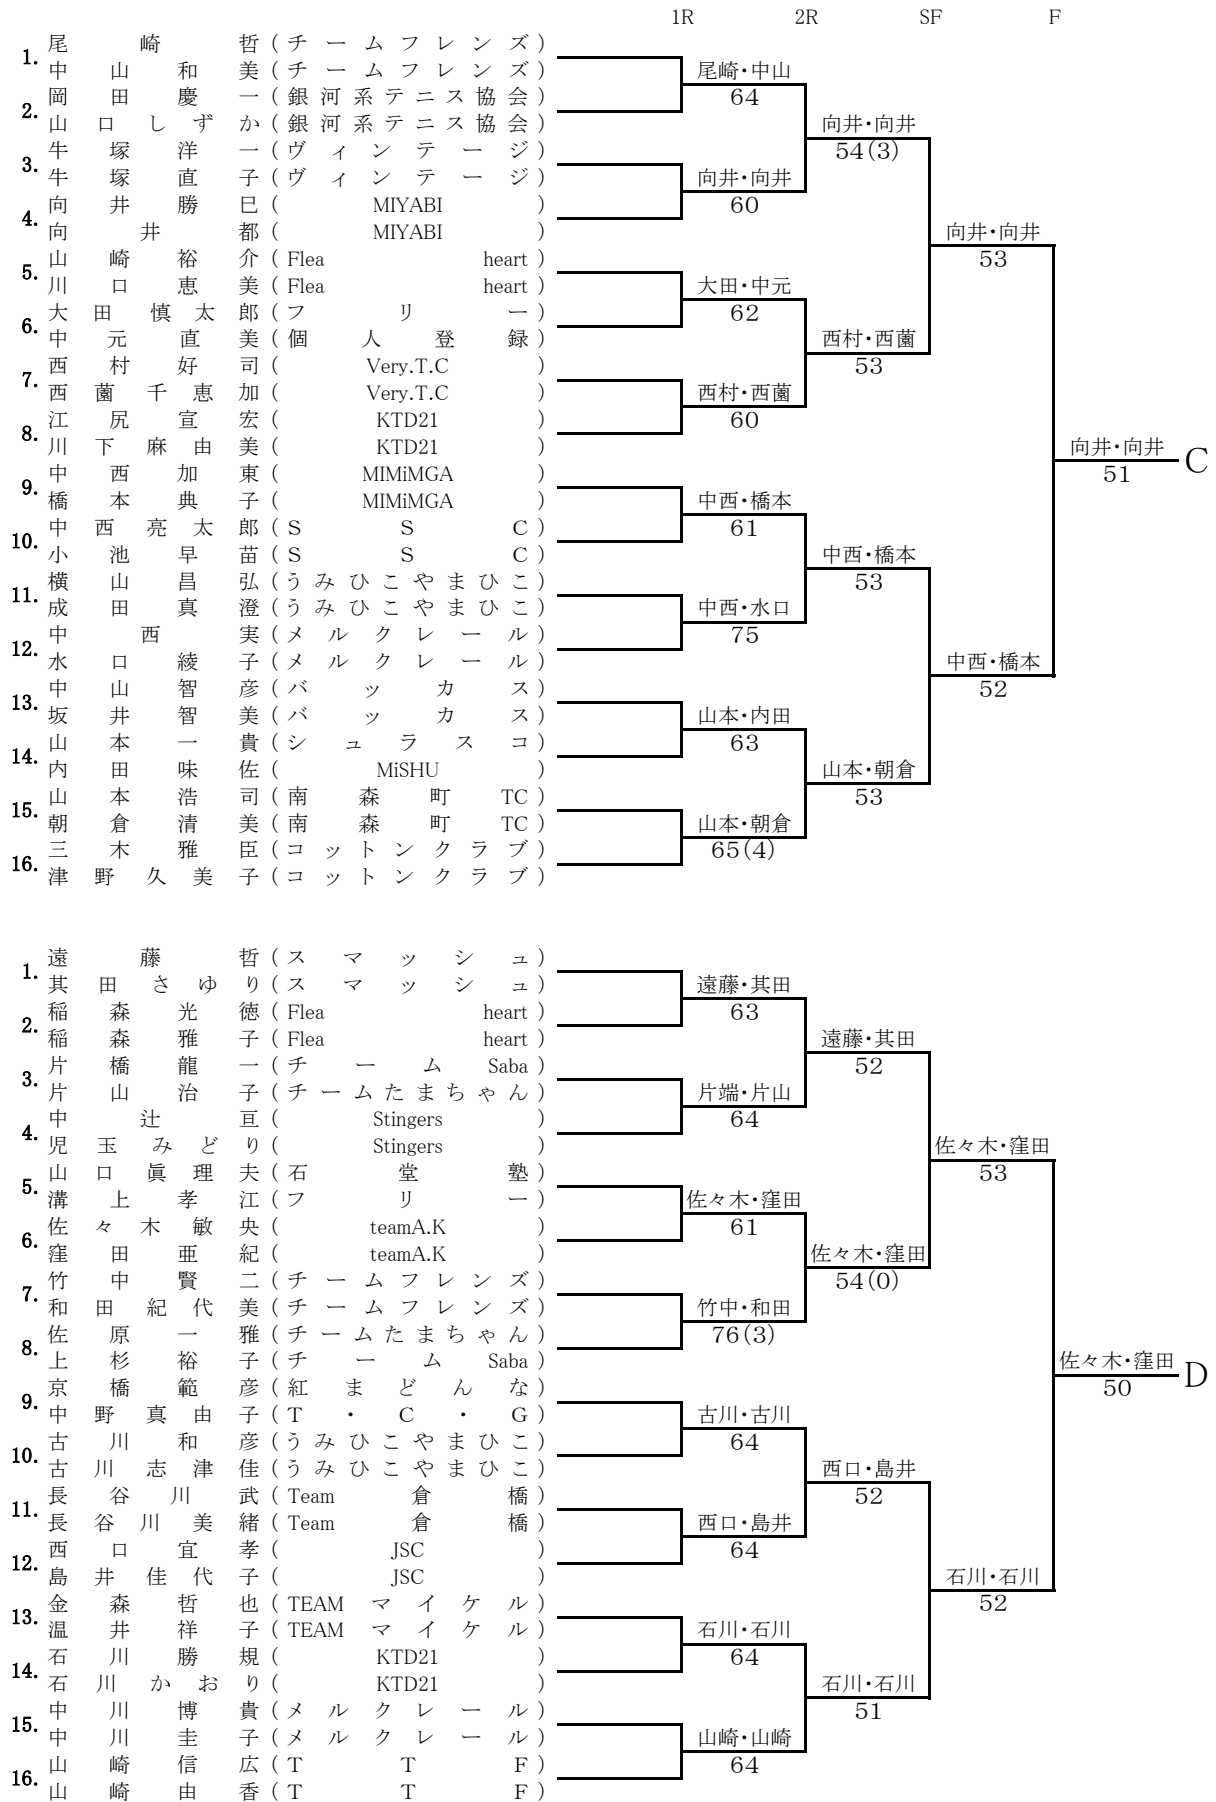 1R 2R SF F
1. 尾崎哲(チームフレンズ)
中山和美(チームフレンズ)
尾崎・中山
64
2. 岡田慶一(銀河系テニス協会)
山口しずか(銀河系テニス協会)
向井・向井
54(3)
3. 牛塚洋一(ヴィンテージ)
牛塚直子(ヴィンテージ)
向井・向井
60
4. 向井勝巳(MIYABI)
向井都(MIYABI)
向井・向井
53
5. 山崎裕介(Flea heart)
川口恵美(Flea heart)
大田・中元
62
6. 大田慎太郎(フリー)
中元直美(個人登録)
西村・西薗
53
7. 西村好司(Very.T.C)
西薗千恵加(Very.T.C)
西村・西薗
60
8. 江尻宣宏(KTD21)
川下麻由美(KTD21)
向井・向井 C
51
9. 中西加東(MIMiMGA)
橋本典子(MIMiMGA)
中西・橋本
61
10. 中西亮太郎(SSC)
小池早苗(SSC)
中西・橋本
53
11. 横山昌弘(うみひこやまひこ)
成田真澄(うみひこやまひこ)
中西・水口
75
12. 中西実(メルクレール)
水口綾子(メルクレール)
中西・橋本
52
13. 中山智彦(バッカス)
坂井智美(バッカス)
山本・内田
63
14. 山本一貴(シュラスコ)
内田味佐(MiSHU)
山本・朝倉
53
15. 山本浩司(南森町TC)
朝倉清美(南森町TC)
山本・朝倉
65(4)
16. 三木雅臣(コットンクラブ)
津野久美子(コットンクラブ)
1. 遠藤哲(スマッシュ)
其田さゆり(スマッシュ)
遠藤・其田
63
2. 稲森光徳(Flea heart)
稲森雅子(Flea heart)
遠藤・其田
52
3. 片橋龍一(チームSaba)
片山治子(チームたまちゃん)
片端・片山
64
4. 中辻亘(Stingers)
児玉みどり(Stingers)
佐々木・窪田
53
5. 山口眞理夫(石堂塾)
溝上孝江(フリー)
佐々木・窪田
61
6. 佐々木敏央(teamA.K)
窪田亜紀(teamA.K)
佐々木・窪田
54(0)
7. 竹中賢二(チームフレンズ)
和田紀代美(チームフレンズ)
竹中・和田
76(3)
8. 佐原一雅(チームたまちゃん)
上杉裕子(チームSaba)
佐々木・窪田 D
50
9. 京橋範彦(紅まどんな)
中野真由子(T・C・G)
古川・古川
64
10. 古川和彦(うみひこやまひこ)
古川志津佳(うみひこやまひこ)
西口・島井
52
11. 長谷川武(Team倉橋)
長谷川美緒(Team倉橋)
西口・島井
64
12. 西口宜孝(JSC)
島井佳代子(JSC)
石川・石川
52
13. 金森哲也(TEAMマイケル)
温井祥子(TEAMマイケル)
石川・石川
64
14. 石川勝規(KTD21)
石川かおり(KTD21)
石川・石川
51
15. 中川博貴(メルクレール)
中川圭子(メルクレール)
山崎・山崎
64
16. 山崎信広(TTF)
山崎由香(TTF)